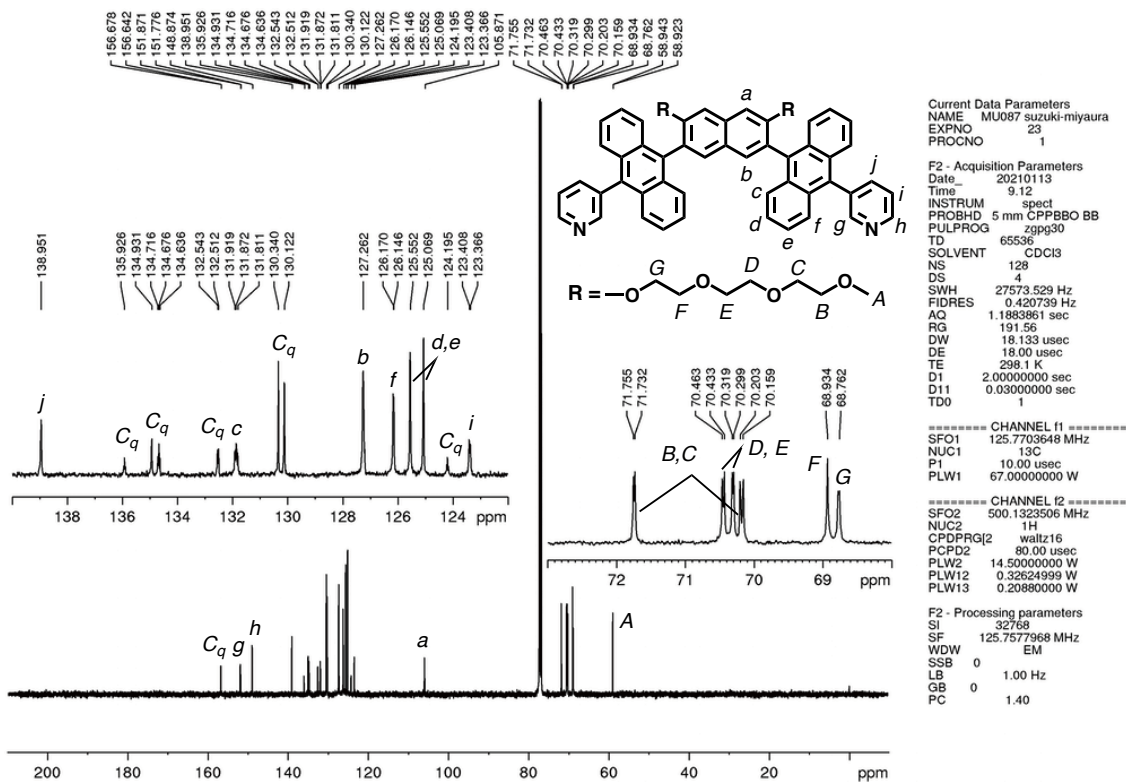 156.678
156.642
151.871
151.776
148.874
138.951
135.926
134.931
134.716
134.676
134.636
132.543
132.512
131.919
131.872
131.811
130.340
130.122
127.262
126.170
126.146
125.552
125.069
124.195
123.408
123.366
105.871
71.755
71.732
70.463
70.433
70.319
70.299
70.203
70.159
68.934
68.762
58.943
58.923
R
a
R
b
c
d
e
f
g
h
i
j
N
N
R = —O
G
F
O
E
D
O
C
B
O
A
138.951
135.926
134.931
134.716
134.676
134.636
132.543
132.512
131.919
131.872
131.811
130.340
130.122
127.262
126.170
126.146
125.552
125.069
124.195
123.408
123.366
j
Cq
Cq
Cq
c
Cq
b
f
d,e
Cq
i
138 136 134 132 130 128 126 124 ppm
71.755
71.732
70.463
70.433
70.319
70.299
70.203
70.159
68.934
68.762
B,C
D, E
F
G
72 71 70 69 ppm
Cq
g
h
a
A
200 180 160 140 120 100 80 60 40 20 ppm
Current Data Parameters
NAME MU087 suzuki-miyaura
EXPNO 23
PROCNO 1
F2 - Acquisition Parameters
Date_ 20210113
Time 9.12
INSTRUM spect
PROBHD 5 mm CPPBBO BB
PULPROG zgpg30
TD 65536
SOLVENT CDCl3
NS 128
DS 4
SWH 27573.529 Hz
FIDRES 0.420739 Hz
AQ 1.1883861 sec
RG 191.56
DW 18.133 usec
DE 18.00 usec
TE 298.1 K
D1 2.00000000 sec
D11 0.03000000 sec
TD0 1
======== CHANNEL f1 ========
SFO1 125.7703648 MHz
NUC1 13C
P1 10.00 usec
PLW1 67.00000000 W
======== CHANNEL f2 ========
SFO2 500.1323506 MHz
NUC2 1H
CPDPRG[2 waltz16
PCPD2 80.00 usec
PLW2 14.50000000 W
PLW12 0.32624999 W
PLW13 0.20880000 W
F2 - Processing parameters
SI 32768
SF 125.7577968 MHz
WDW EM
SSB 0
LB 1.00 Hz
GB 0
PC 1.40